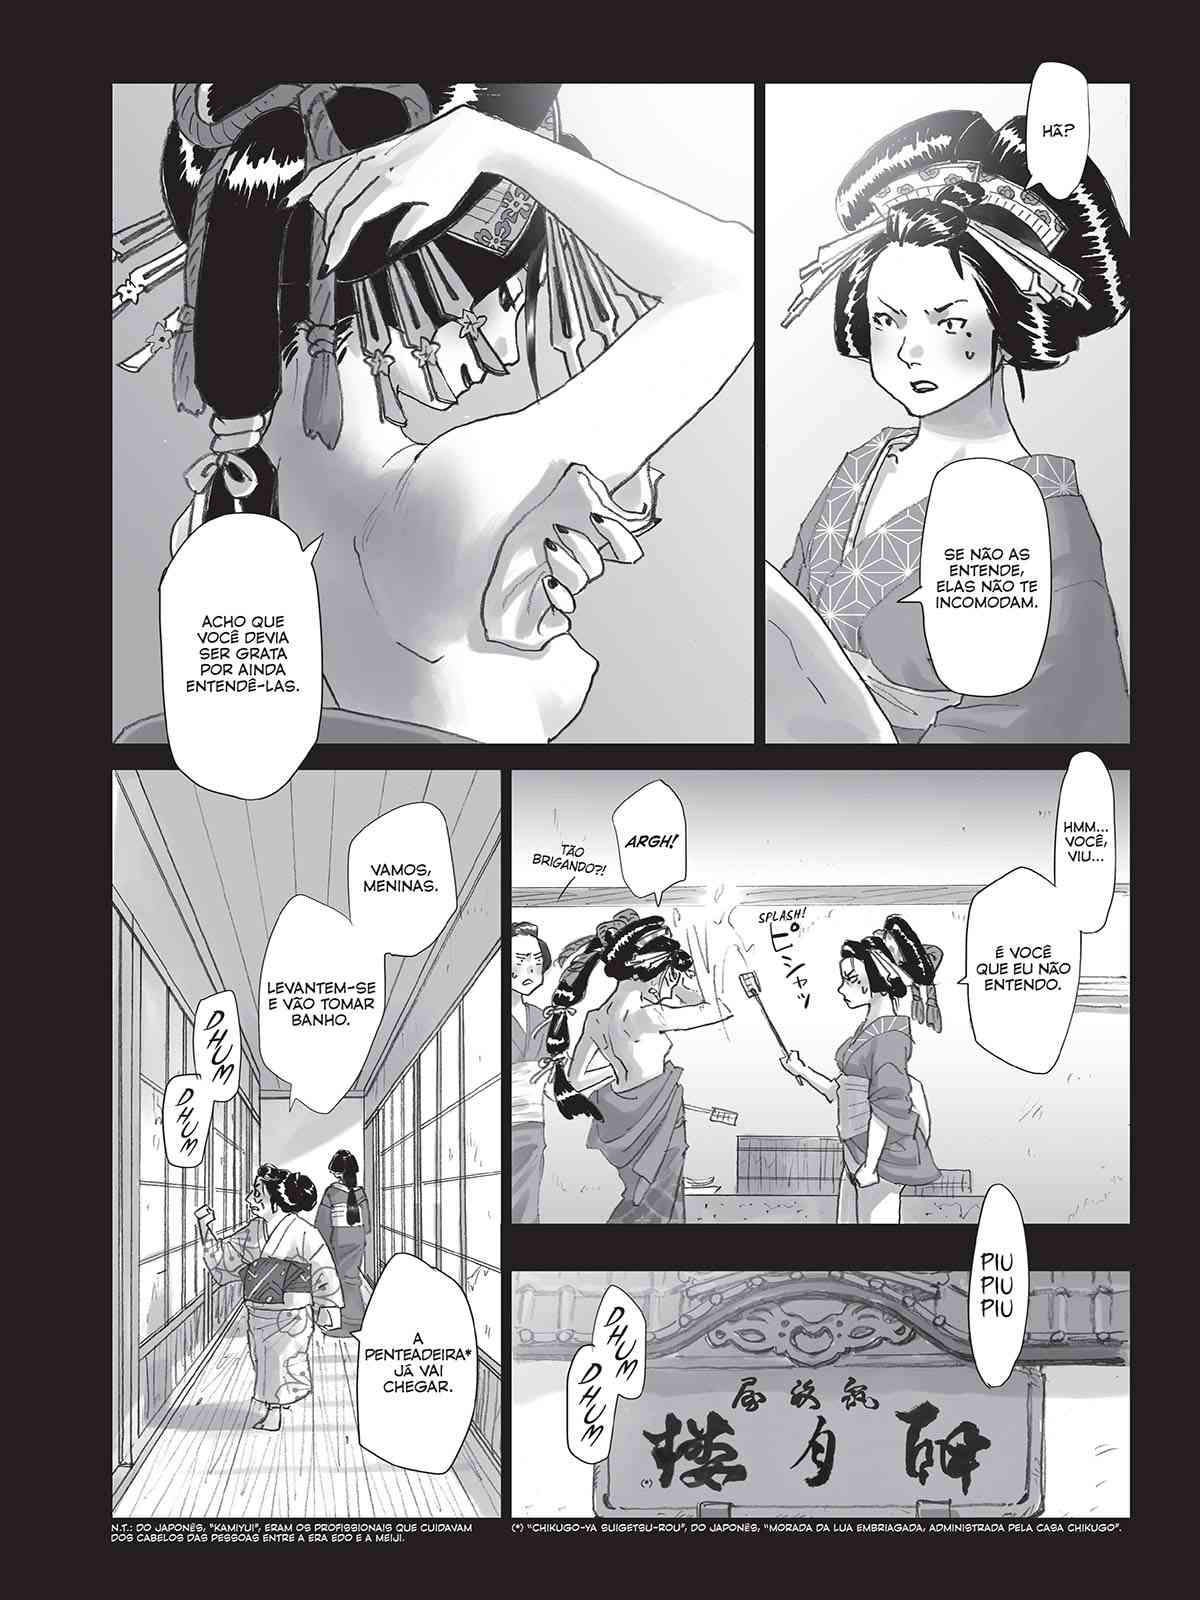 HÃ?
SE NÃO AS
ENTENDE,
ELAS NÃO TE
INCOMODAM.
ACHO QUE
VOCÊ DEVIA
SER GRATA
POR AINDA
ENTENDÊ-LAS.
HMM...
VOCÊ,
VIU...
É VOCÊ
QUE EU NÃO
ENTENDO.
SPLASH!
ピシャッ
ARGH!
TÃO
BRIGANDO?!
VAMOS,
MENINAS.
LEVANTEM-SE
E VÃO TOMAR
BANHO.
DHUM
DHUM
A
PENTEADEIRA*
JÁ VAI
CHEGAR.
PIU
PIU
PIU
DHUM
DHUM
屋後筑
楼月酔
(*)
N.T.: DO JAPONÊS, "KAMIYUI", ERAM OS PROFISSIONAIS QUE CUIDAVAM
DOS CABELOS DAS PESSOAS ENTRE A ERA EDO E A MEIJI.
(*) "CHIKUGO-YA SUIGETSU-ROU", DO JAPONÊS, "MORADA DA LUA EMBRIAGADA, ADMINISTRADA PELA CASA CHIKUGO".